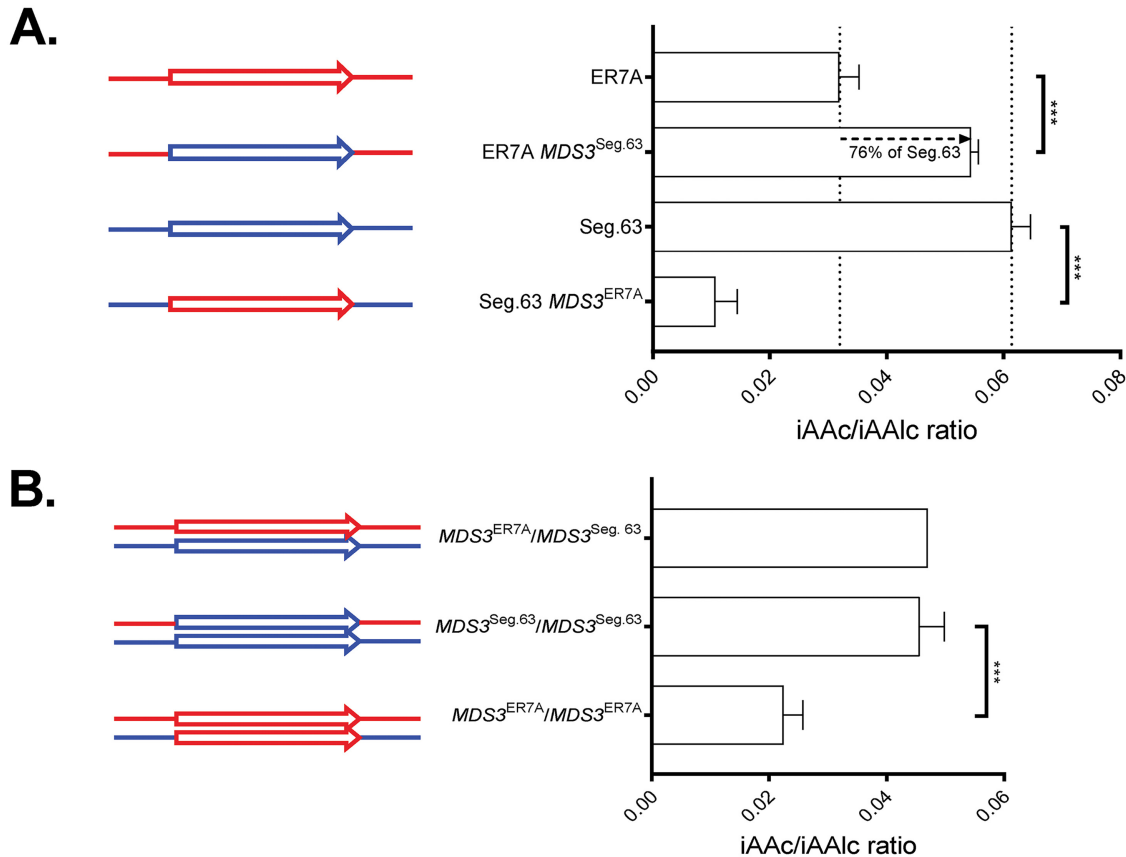 A.
ER7A
ER7A MDS3Seg.63
76% of Seg.63
Seg.63
Seg.63 MDS3ER7A
***
***
0.00 0.02 0.04 0.06 0.08
iAAc/iAAlc ratio
B.
MDS3ER7A/MDS3Seg. 63
MDS3Seg.63/MDS3Seg.63
MDS3ER7A/MDS3ER7A
***
0.00 0.02 0.04 0.06
iAAc/iAAlc ratio